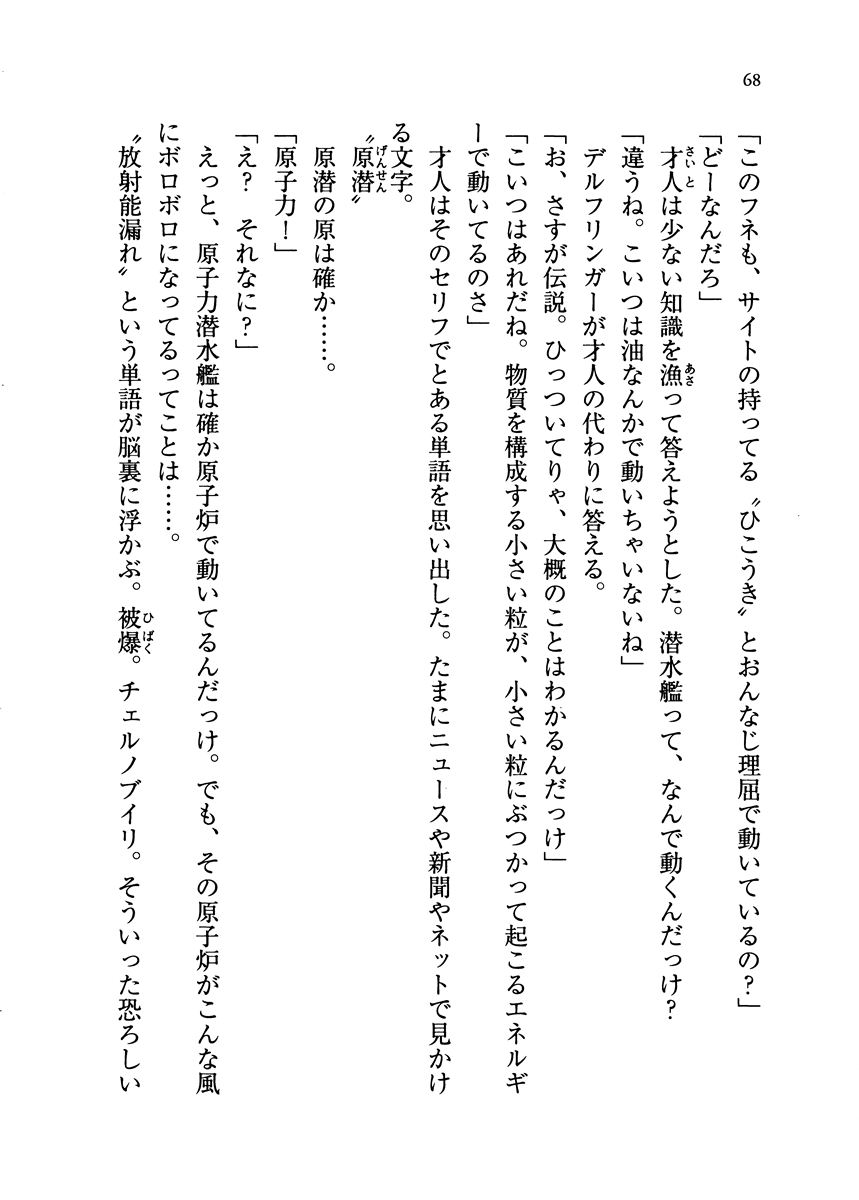 68
「このフネも、サイトの持ってる〝ひこうき〟とおんなじ理屈で動いているの？」
「どーなんだろ」
才人は少ない知識を漁って答えようとした。潜水艦って、なんで動くんだっけ？
「違うね。こいつは油なんかで動いちゃいないね」
デルフリンガーが才人の代わりに答える。
「お、さすが伝説。ひっついてりゃ、大概のことはわかるんだっけ」
「こいつはあれだね。物質を構成する小さい粒が、小さい粒にぶつかって起こるエネルギ
ーで動いてるのさ」
才人はそのセリフでとある単語を思い出した。たまにニュースや新聞やネットで見かけ
る文字。
〝原潜〟
原潜の原は確か……。
「原子力！」
「え？　それなに？」
えっと、原子力潜水艦は確か原子炉で動いてるんだっけ。でも、その原子炉がこんな風
にボロボロになってるってことは……。
〝放射能漏れ〟という単語が脳裏に浮かぶ。被爆。チェルノブイリ。そういった恐ろしい